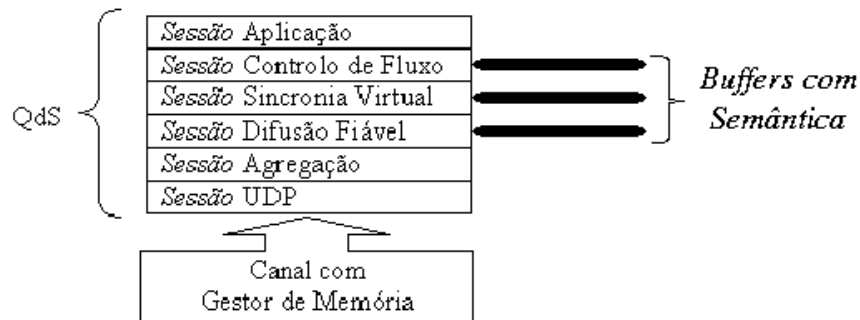 Sessão Aplicação
Sessão Controlo de Fluxo
Sessão Sincronia Virtual
Sessão Difusão Fiável
Sessão Agregação
Sessão UDP
QdS
Buffers com
Semântica
Canal com
Gestor de Memória